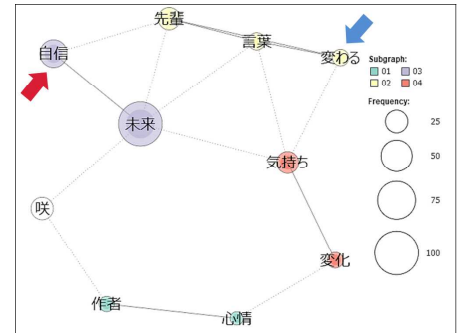 先輩
言葉
自信
変わる
未来
気持ち
咲
変化
作者
心情
Subgraph:
01
03
02
04
Frequency:
25
50
75
100